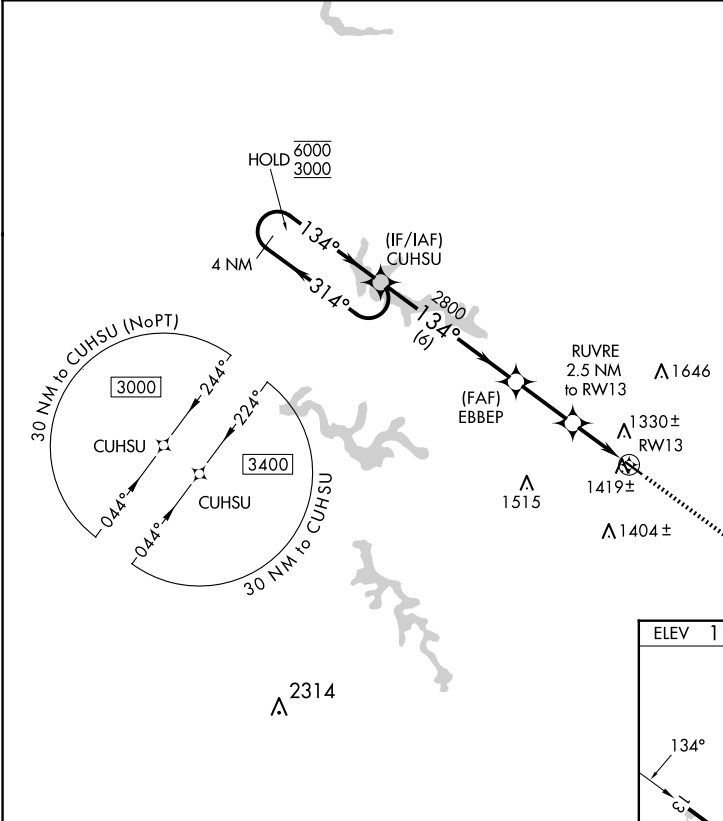 HOLD 6000
3000
134°
4 NM
314°
(IF/IAF)
CUHSU
2800
134°
(6)
30 NM to CUHSU (NoPT)
3000
244°
CUHSU
044°
224°
3400
CUHSU
044°
30 NM to CUHSU
(FAF)
EBBEP
RUVRE
2.5 NM
to RW13
1646
1330±
RW13
1419±
1515
1404±
2314
ELEV 1
134°
13